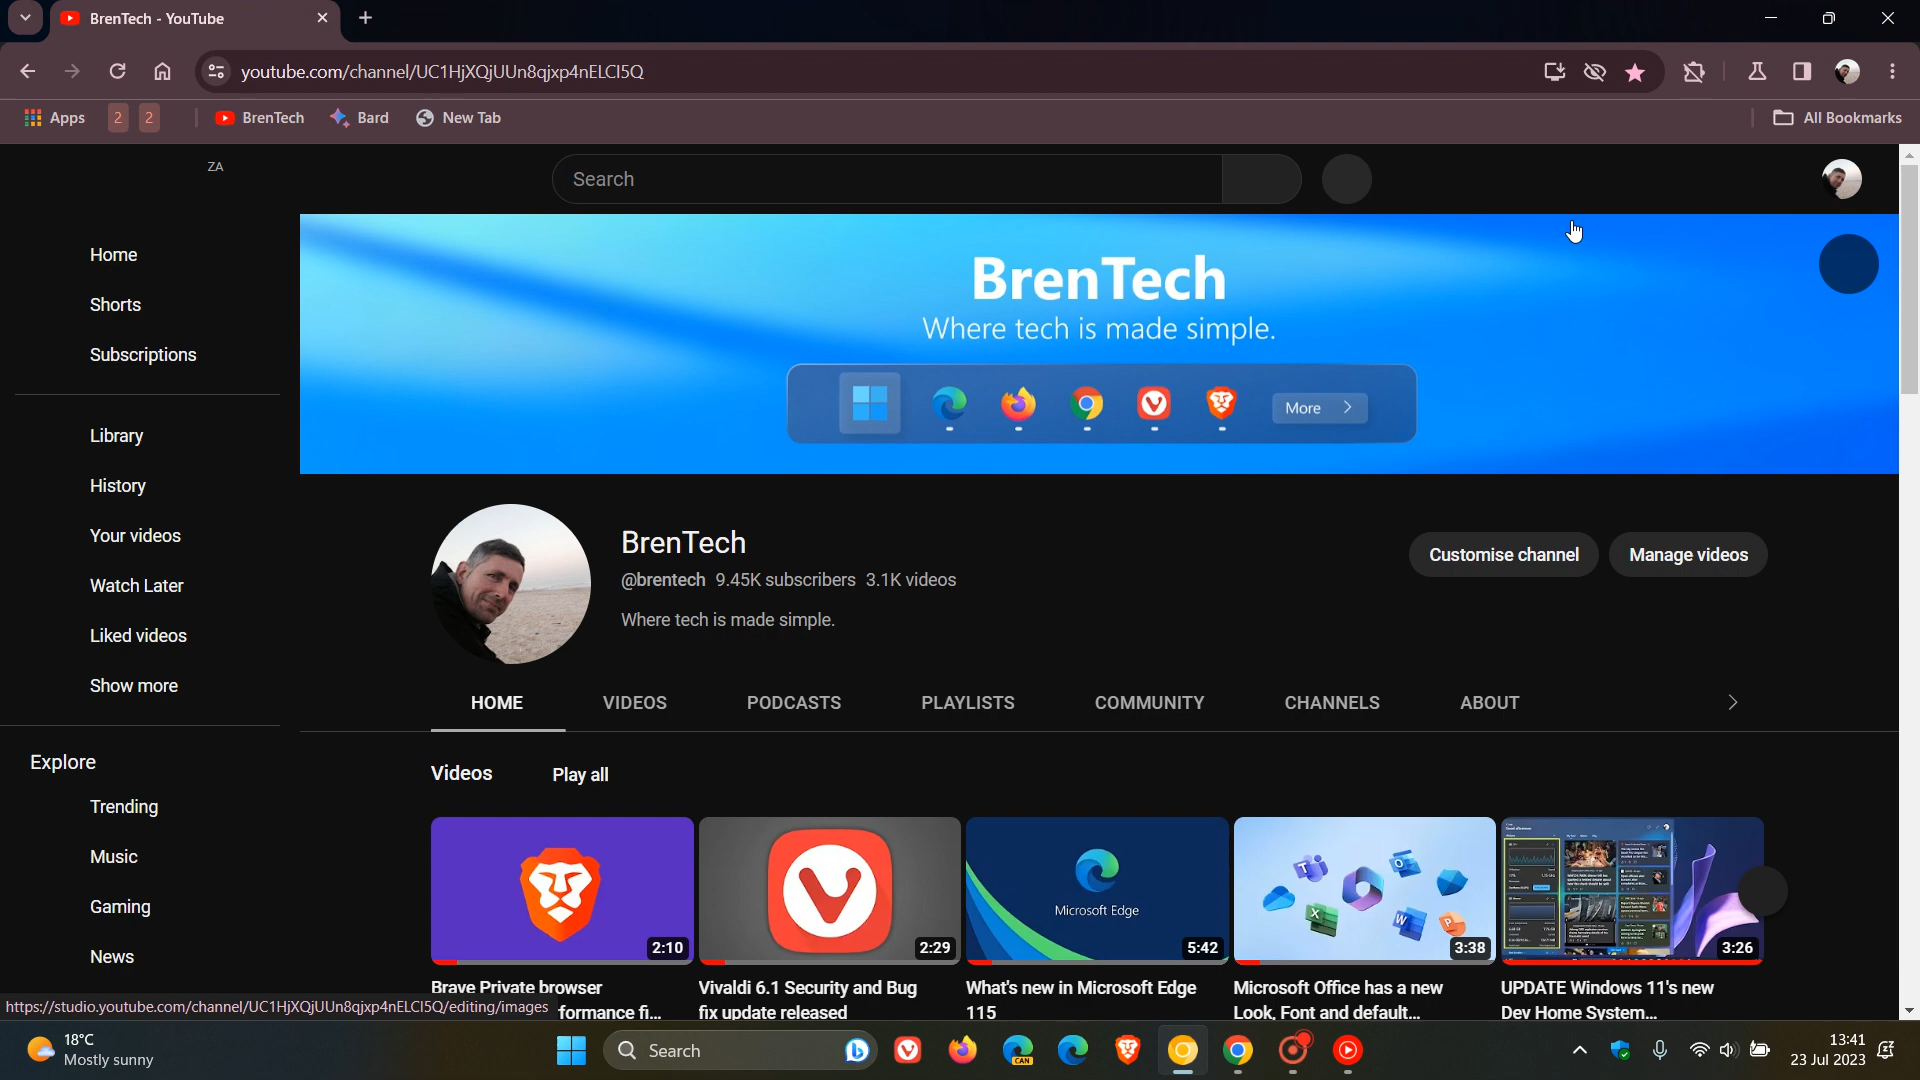 BrenTech - YouTube
youtube.com/channel/UC1HjXQjUUn8qjxp4nELCI5Q
Apps
2
2
BrenTech
Bard
New Tab
All Bookmarks
ZA
Search
Home
Shorts
Subscriptions
Library
History
Your videos
Watch Later
Liked videos
Show more
Explore
Trending
Music
Gaming
News
BrenTech
Where tech is made simple.
More
BrenTech
@brentech 9.45K subscribers 3.1K videos
Where tech is made simple.
Customise channel
Manage videos
HOME
VIDEOS
PODCASTS
PLAYLISTS
COMMUNITY
CHANNELS
ABOUT
Videos
Play all
2:10
2:29
Microsoft Edge
5:42
3:38
3:26
Brave Private browser
formance fi...
Vivaldi 6.1 Security and Bug
fix update released
What's new in Microsoft Edge
115
Microsoft Office has a new
Look, Font and default...
UPDATE Windows 11's new
Dev Home System...
https://studio.youtube.com/channel/UC1HjXQjUUn8qjxp4nELCI5Q/editing/images
18°C
Mostly sunny
Search
CAN
13:41
23 Jul 2023